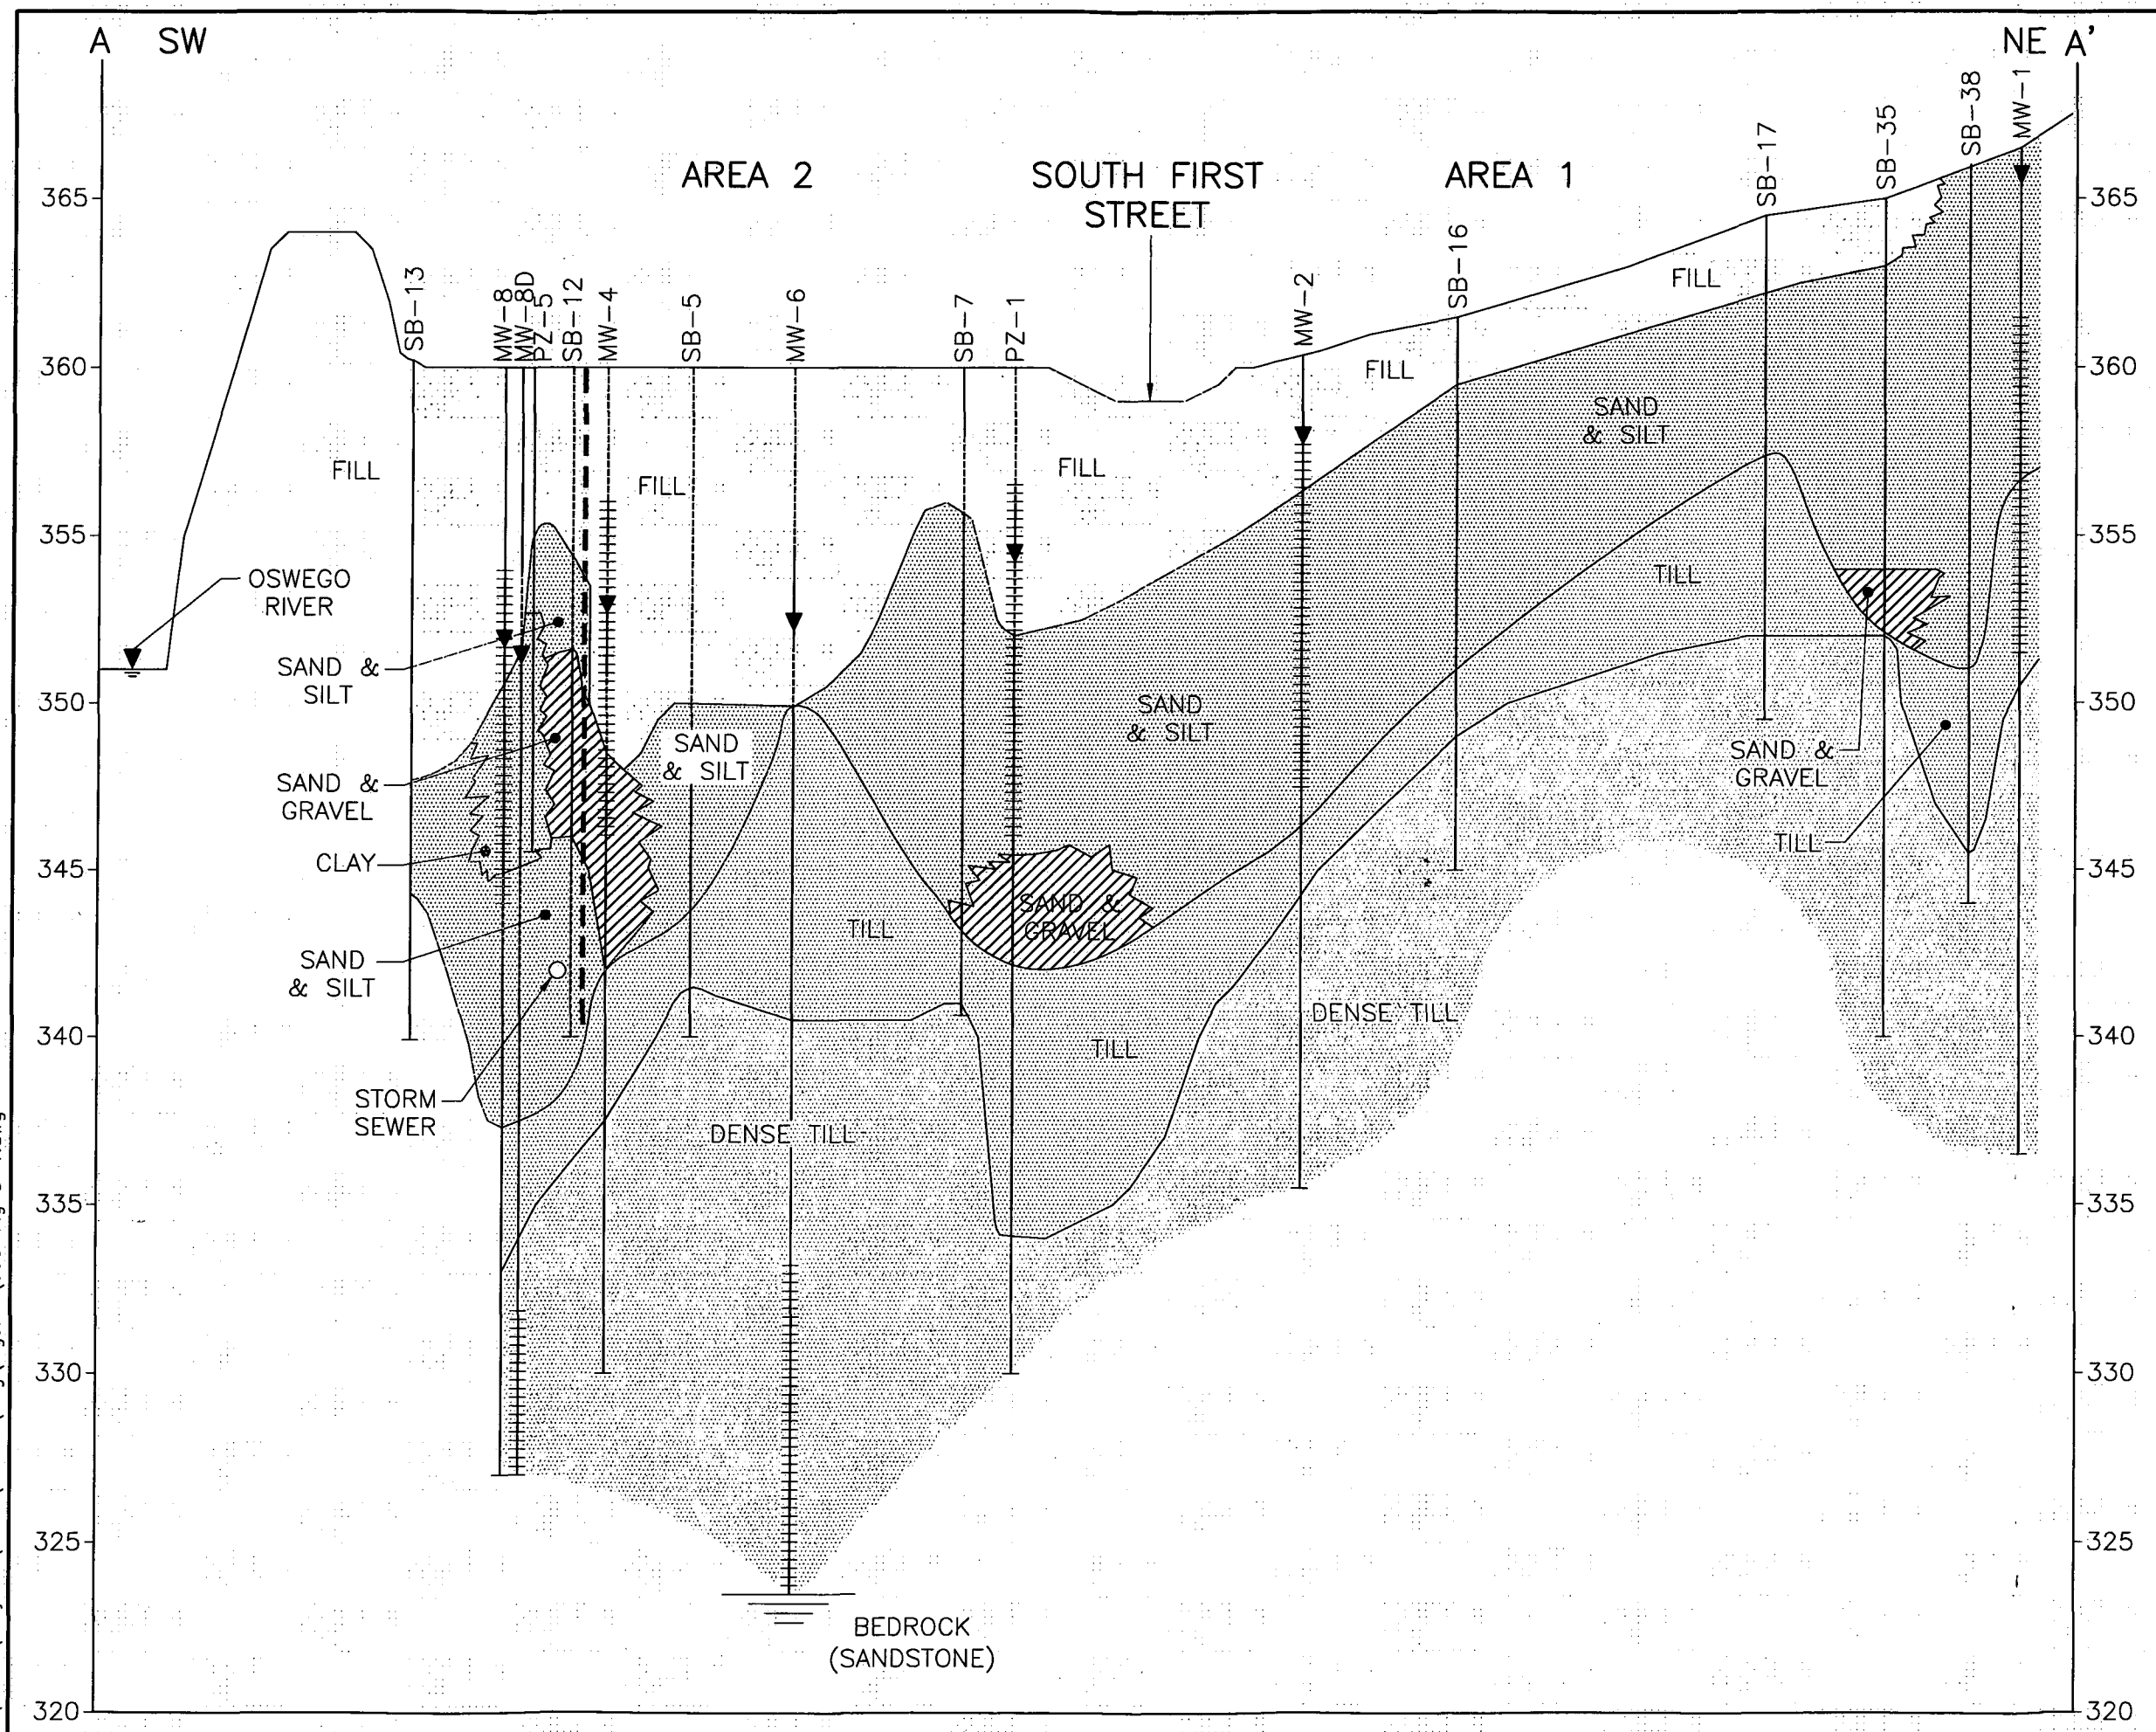 A SW
NE A'
AREA 2
SOUTH FIRST
STREET
AREA 1
SB-13
MW-8
MW-8D
PZ-5
SB-12
MW-4
SB-5
MW-6
SB-7
PZ-1
MW-2
SB-16
SB-17
SB-35
SB-38
MW-1
365
360
355
350
345
340
335
330
325
320
365
360
355
350
345
340
335
330
325
320
FILL
FILL
FILL
FILL
FILL
OSWEGO
RIVER
SAND &
SILT
SAND &
GRAVEL
CLAY
SAND
& SILT
STORM
SEWER
SAND
& SILT
SAND
& SILT
SAND
& SILT
TILL
TILL
TILL
SAND &
GRAVEL
SAND &
GRAVEL
TILL
DENSE TILL
DENSE TILL
BEDROCK
(SANDSTONE)